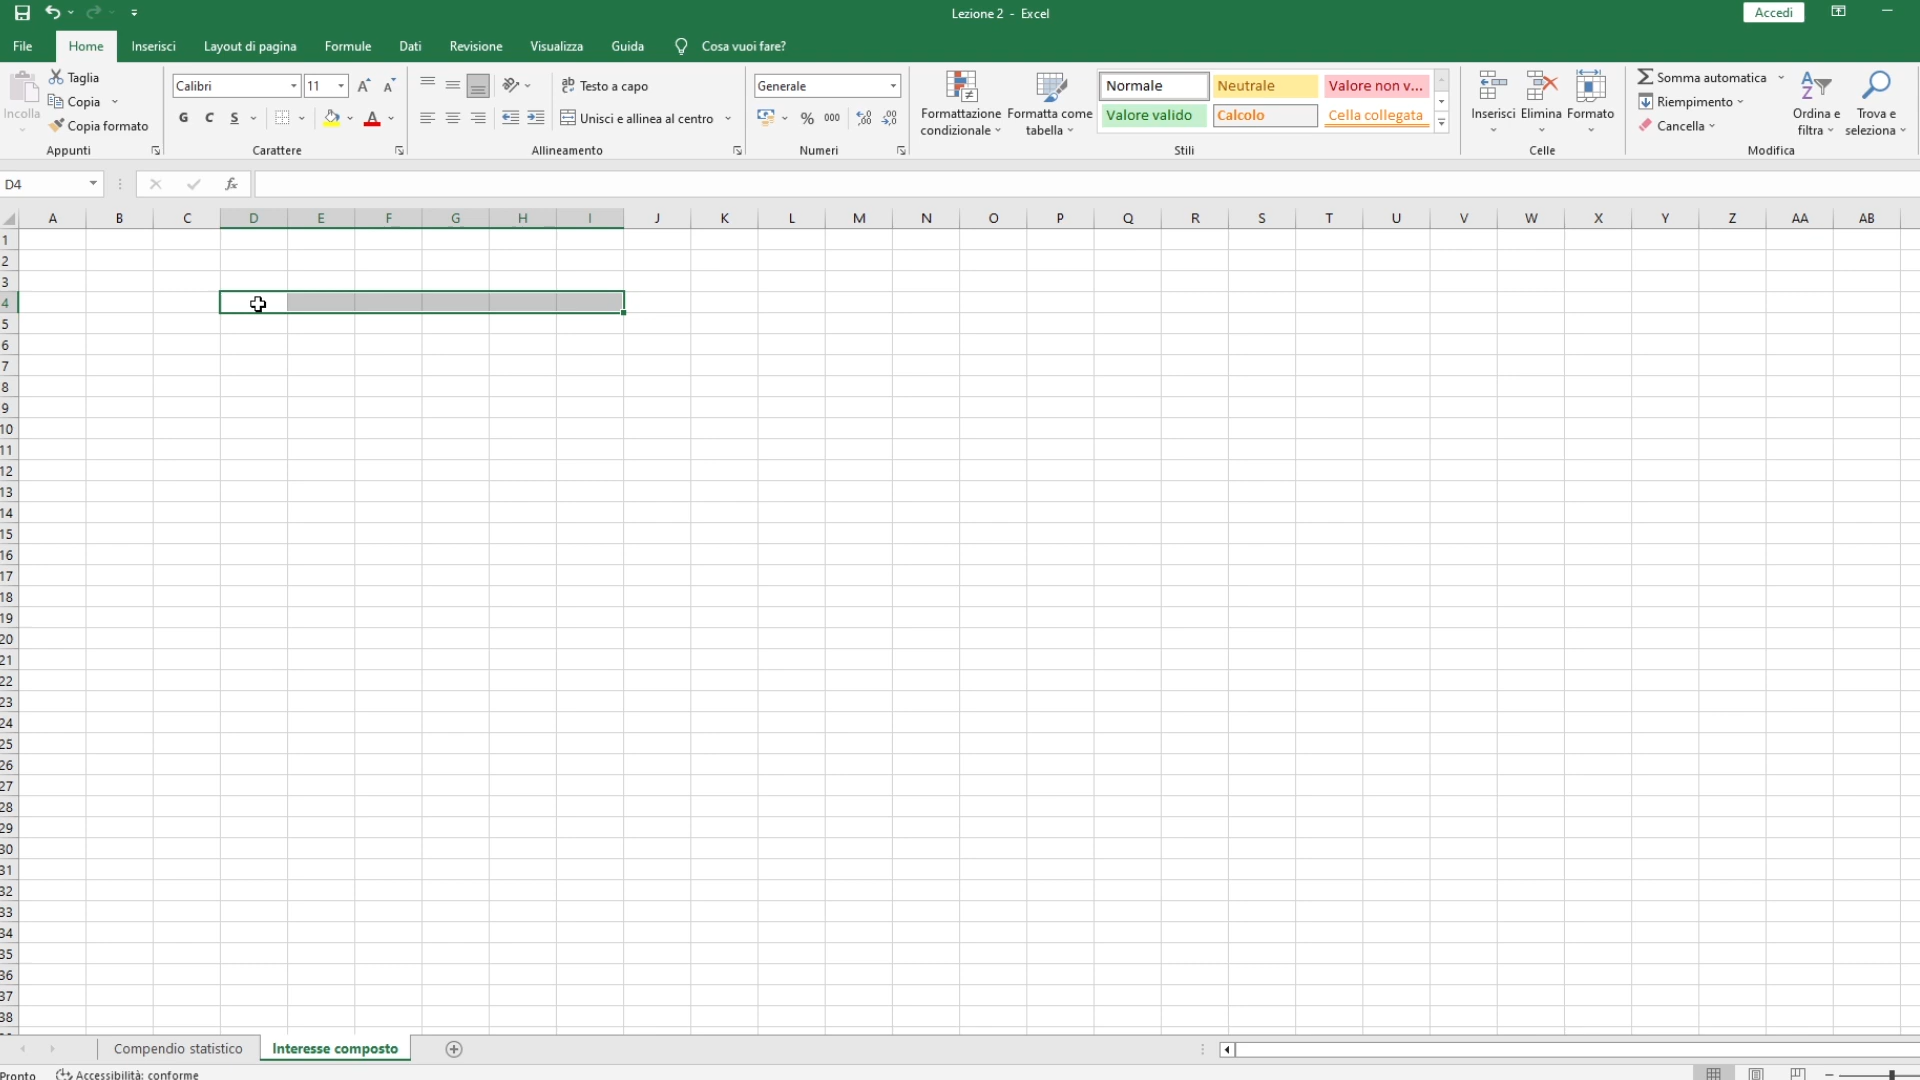 Lezione 2 - Excel
Accedi
File Home Inserisci Layout di pagina Formule Dati Revisione Visualizza Guida Cosa vuoi fare?
Incolla
Taglia
Copia
Copia formato
Appunti
Calibri 11
G C S A
Carattere
Testo a capo
Unisci e allinea al centro
Allineamento
Generale
% 000
Numeri
Formattazione condizionale
Formatta come tabella
Normale Neutrale Valore non v...
Valore valido Calcolo Cella collegata
Stili
Inserisci Elimina Formato
Celle
Somma automatica
Riempimento
Cancella
Ordina e filtra
Trova e seleziona
Modifica
D4 fx
A B C D E F G H I J K L M N O P Q R S T U V W X Y Z AA AB
1
2
3
4
5
6
7
8
9
10
11
12
13
14
15
16
17
18
19
20
21
22
23
24
25
26
27
28
29
30
31
32
33
34
35
36
37
38
Compendio statistico Interesse composto
Pronto Accessibilità: conforme